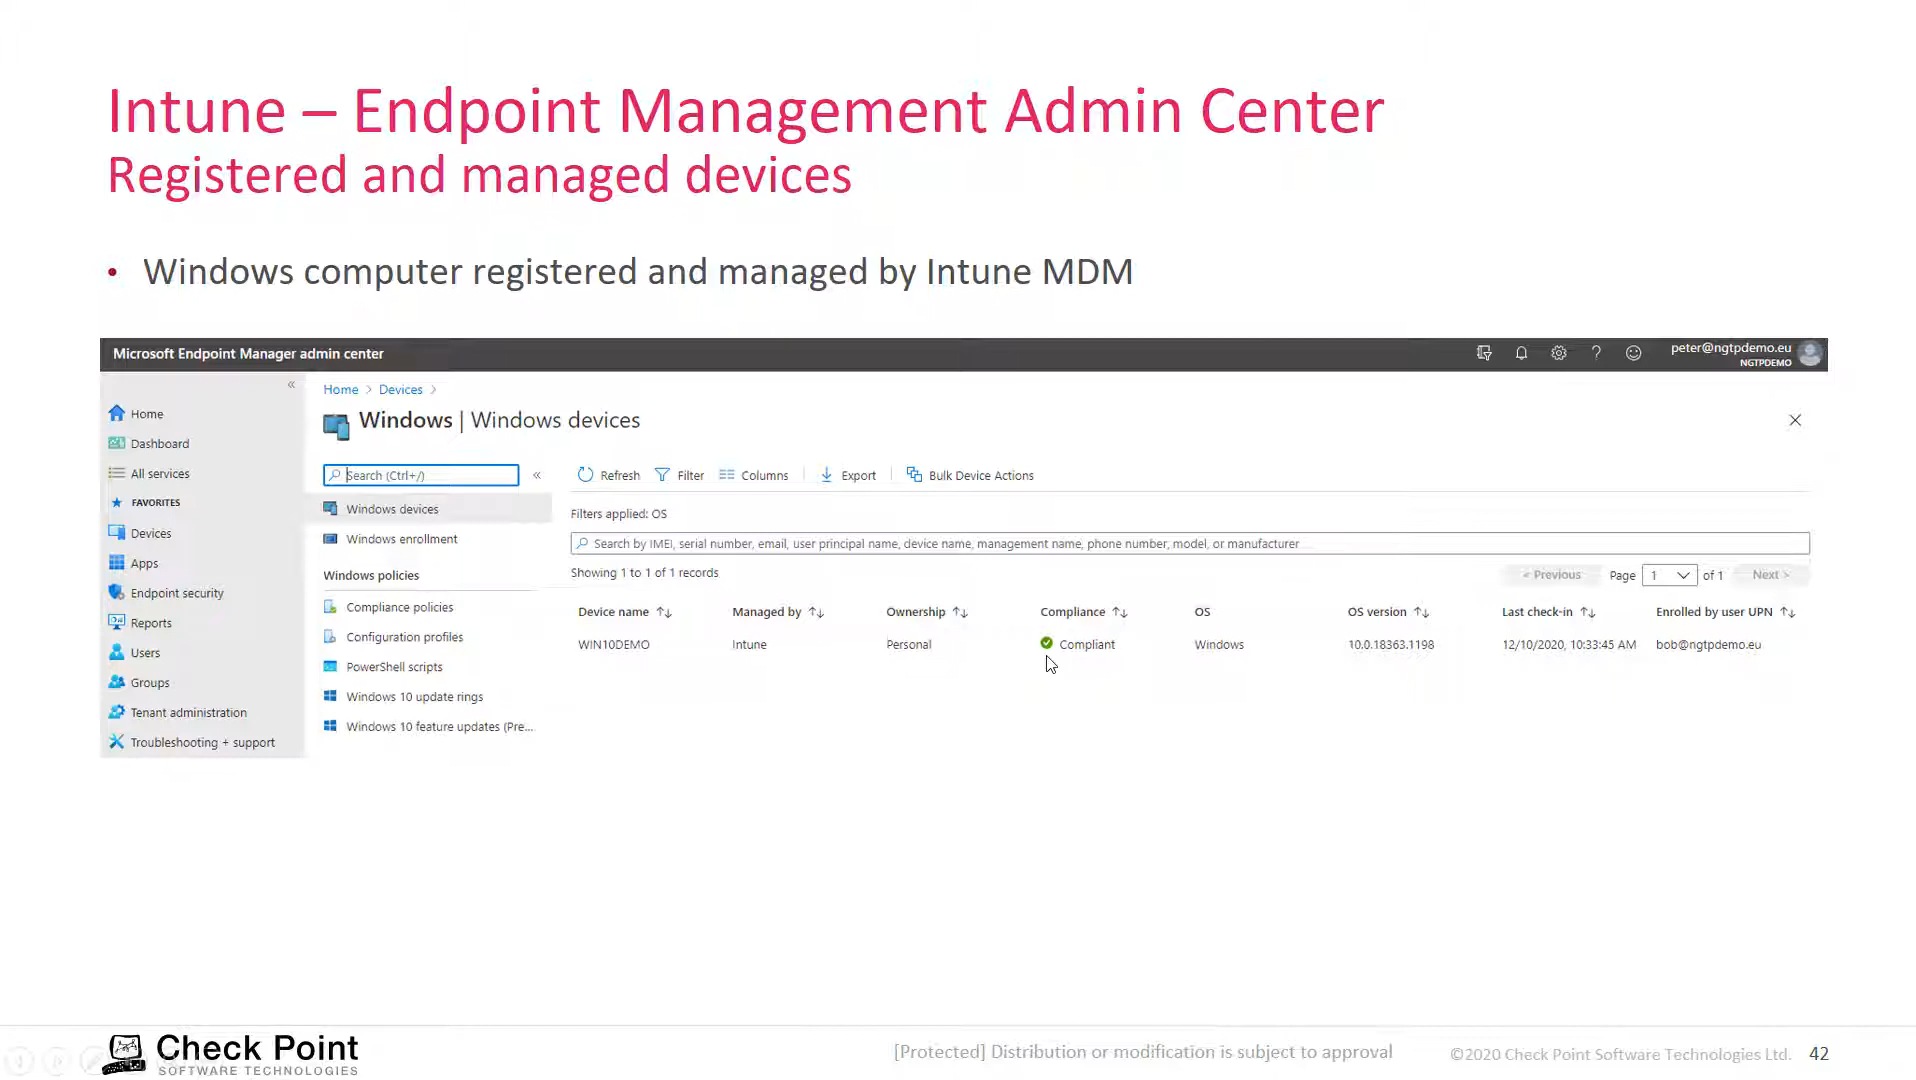 Intune – Endpoint Management Admin Center
Registered and managed devices
• Windows computer registered and managed by Intune MDM
Microsoft Endpoint Manager admin center
peter@ngtpdemo.eu
NGTPDEMO
«
Home
Dashboard
All services
FAVORITES
Devices
Apps
Endpoint security
Reports
Users
Groups
Tenant administration
Troubleshooting + support
Home > Devices >
Windows | Windows devices
Search (Ctrl+/)
«
Windows devices
Windows enrollment
Windows policies
Compliance policies
Configuration profiles
PowerShell scripts
Windows 10 update rings
Windows 10 feature updates (Pre...
Refresh Filter Columns Export Bulk Device Actions
Filters applied: OS
Search by IMEI, serial number, email, user principal name, device name, management name, phone number, model, or manufacturer
Showing 1 to 1 of 1 records
< Previous Page 1 of 1 Next >
Device name Managed by Ownership Compliance OS OS version Last check-in Enrolled by user UPN
WIN10DEMO Intune Personal Compliant Windows 10.0.18363.1198 12/10/2020, 10:33:45 AM bob@ngtpdemo.eu
Check Point
SOFTWARE TECHNOLOGIES
[Protected] Distribution or modification is subject to approval
©2020 Check Point Software Technologies Ltd. 42